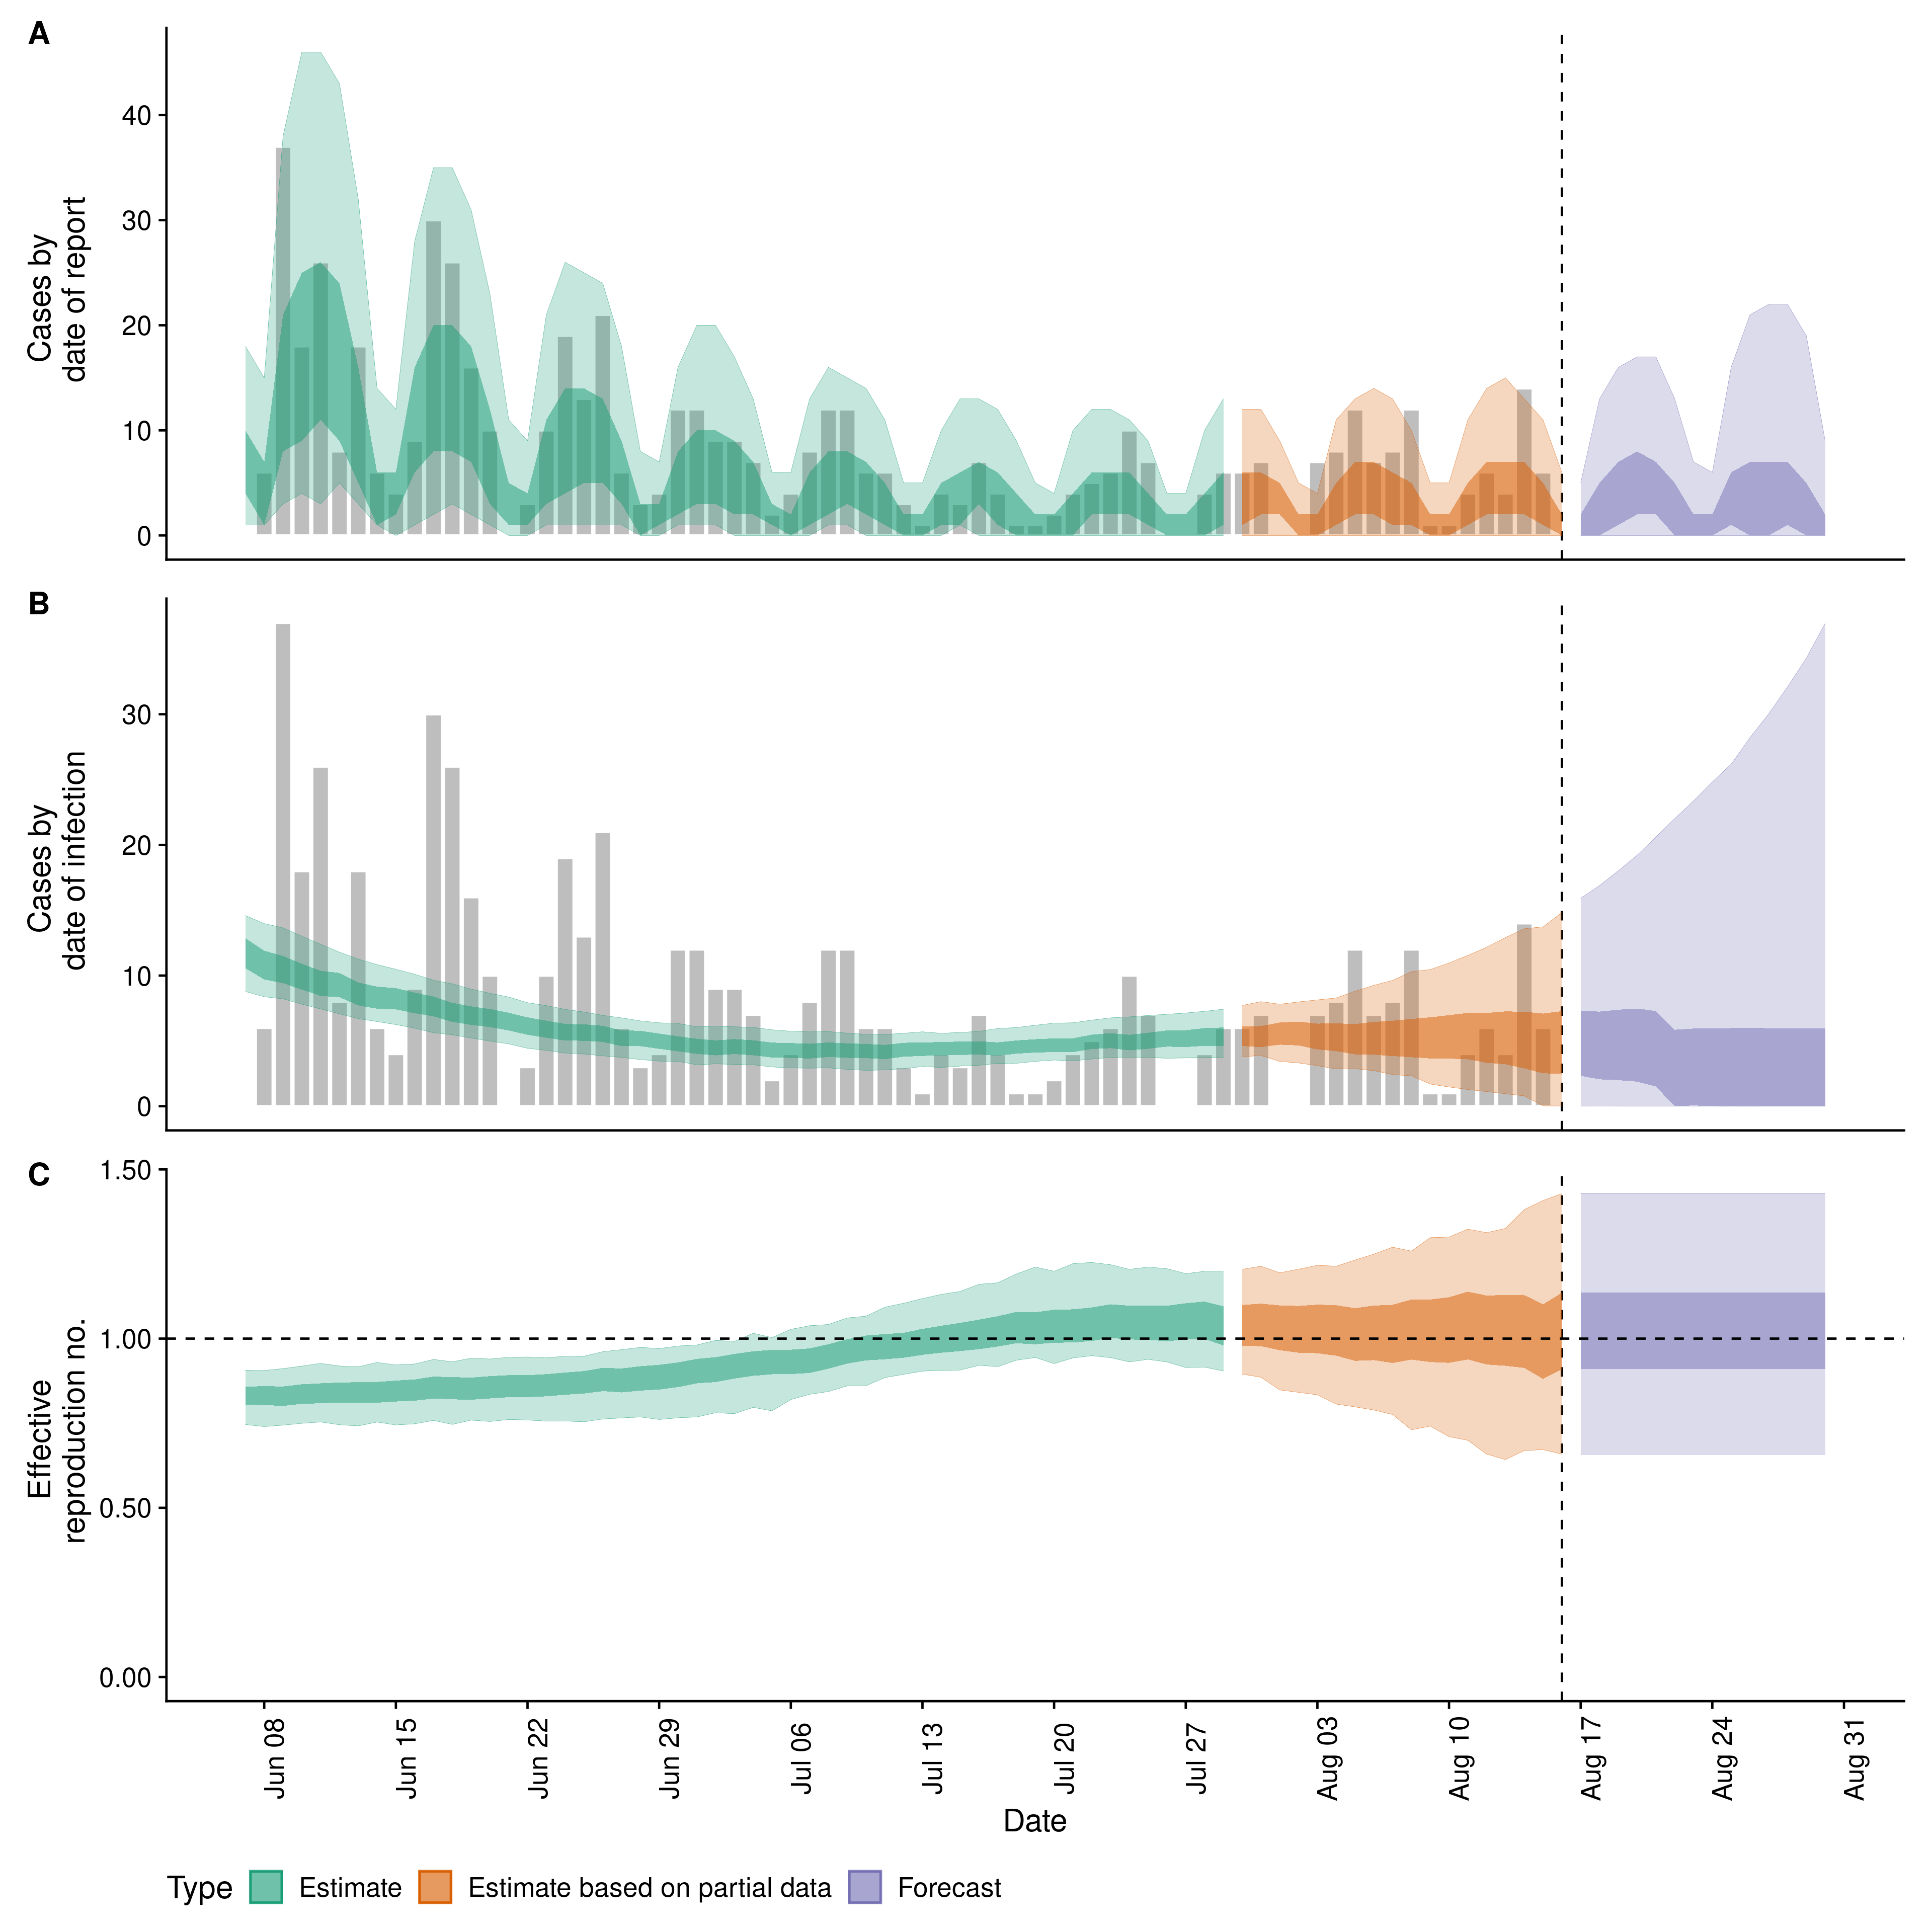 A
Cases by
date of report
40
30
20
10
0
B
Cases by
date of infection
30
20
10
0
C
Effective
reproduction no.
1.50
1.00
0.50
0.00
Jun 08
Jun 15
Jun 22
Jun 29
Jul 06
Jul 13
Jul 20
Jul 27
Aug 03
Aug 10
Aug 17
Aug 24
Aug 31
Date
Type Estimate Estimate based on partial data Forecast